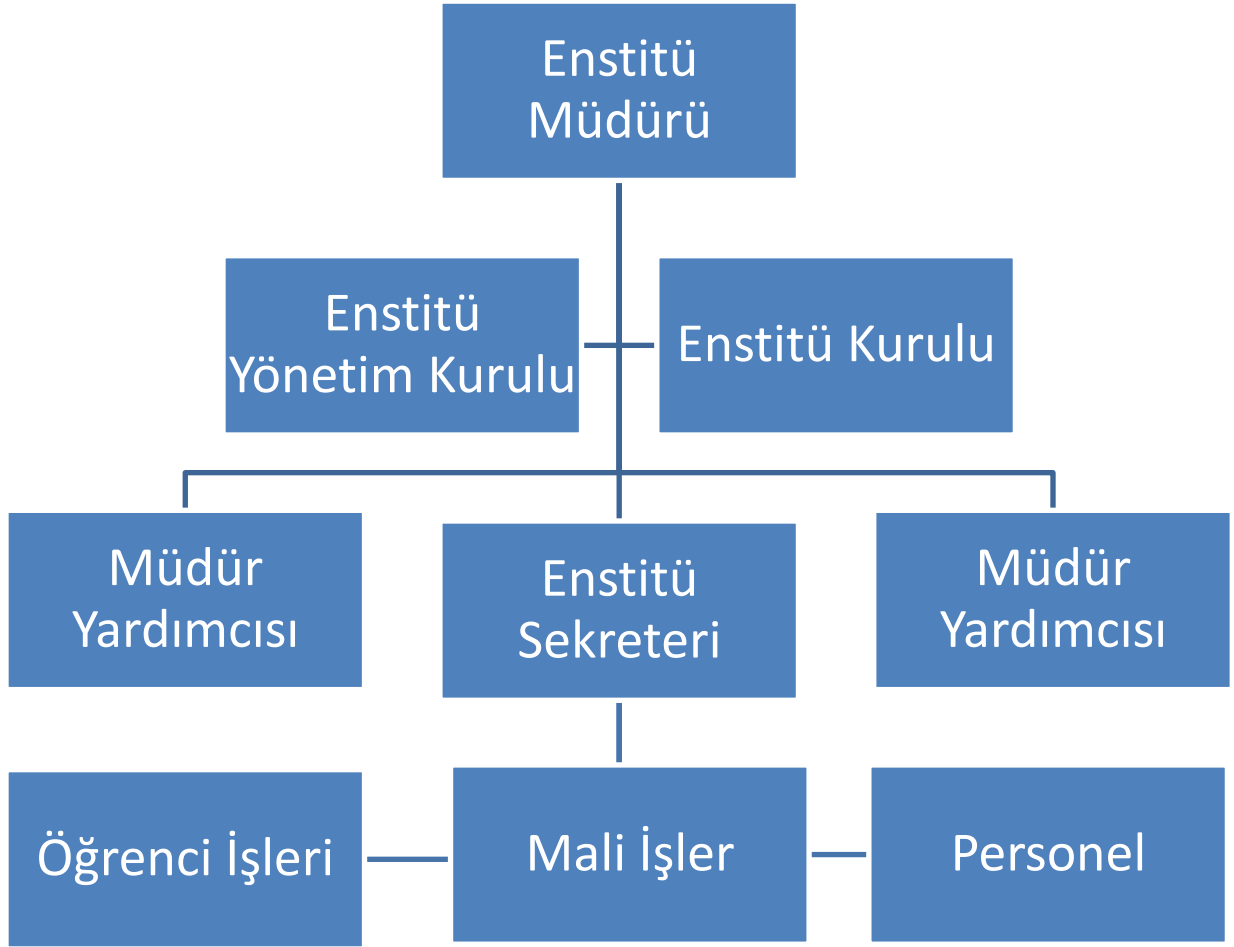 Enstitü
Müdürü
Enstitü
Yönetim Kurulu
Enstitü Kurulu
Müdür
Yardımcısı
Enstitü
Sekreteri
Müdür
Yardımcısı
Öğrenci İşleri
Mali İşler
Personel